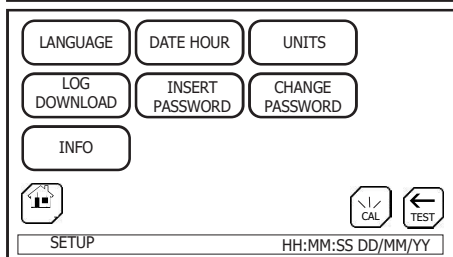 LANGUAGE
DATE HOUR
UNITS
LOG
DOWNLOAD
INSERT
PASSWORD
CHANGE
PASSWORD
INFO
CAL
TEST
SETUP
HH:MM:SS DD/MM/YY